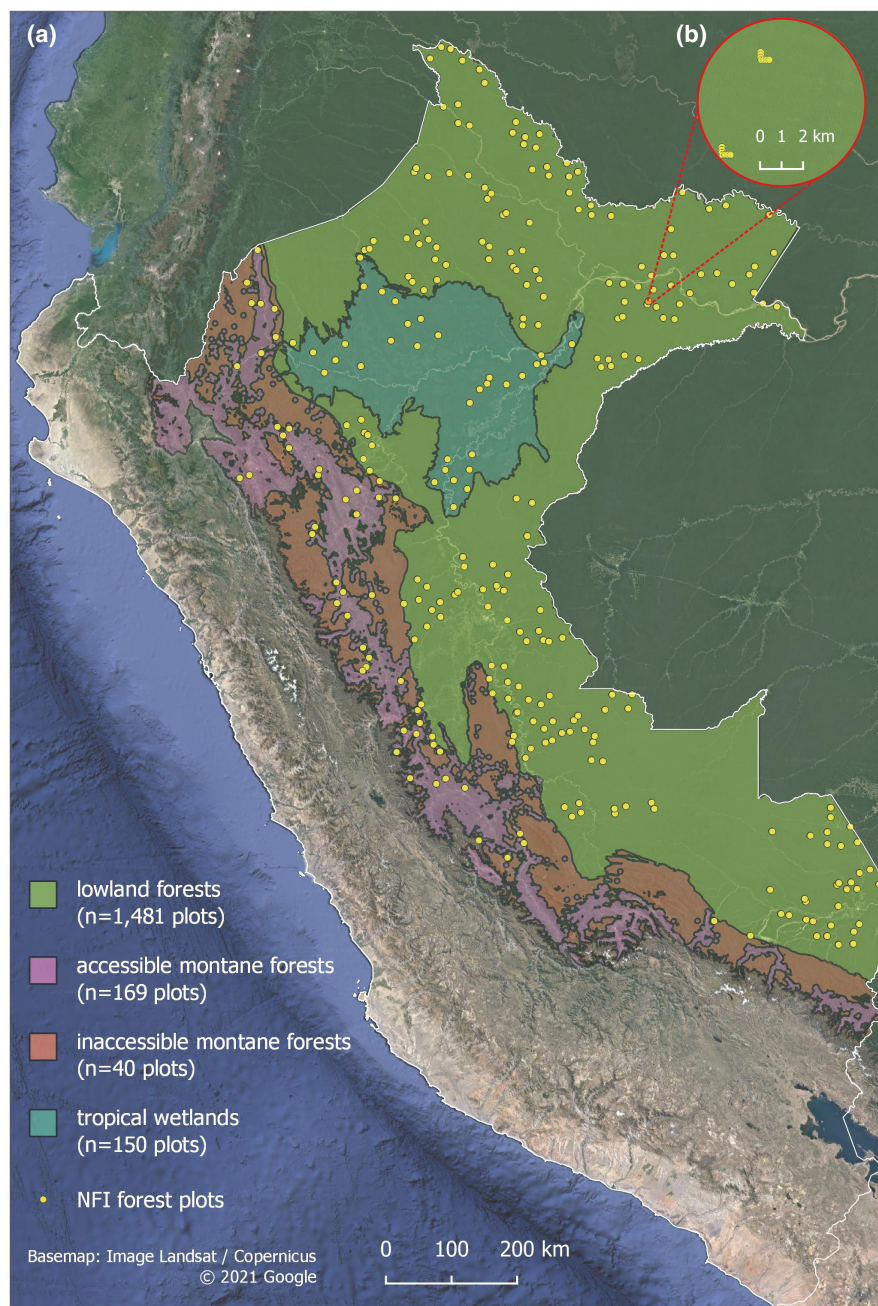 (a)
(b)
0 1 2 km
lowland forests
(n=1,481 plots)
accessible montane forests
(n=169 plots)
inaccessible montane forests
(n=40 plots)
tropical wetlands
(n=150 plots)
NFI forest plots
Basemap: Image Landsat / Copernicus
© 2021 Google
0 100 200 km